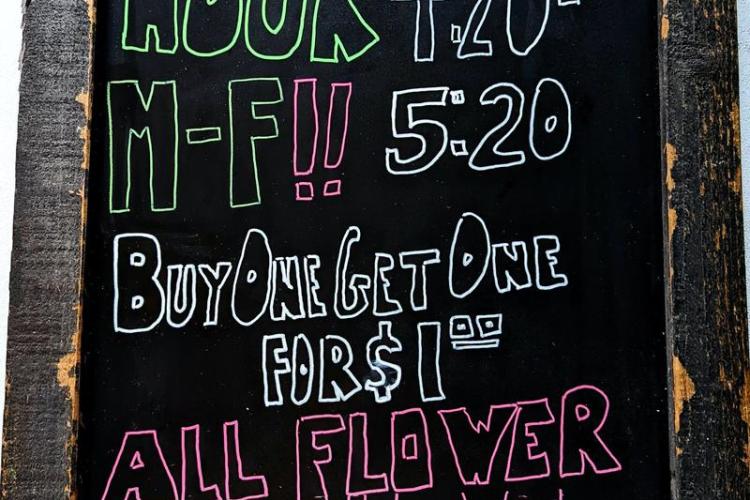 HOUR 4:20-
M-F!! 5:20
BUY ONE GET ONE
FOR $1⁰⁰
ALL FLOWER